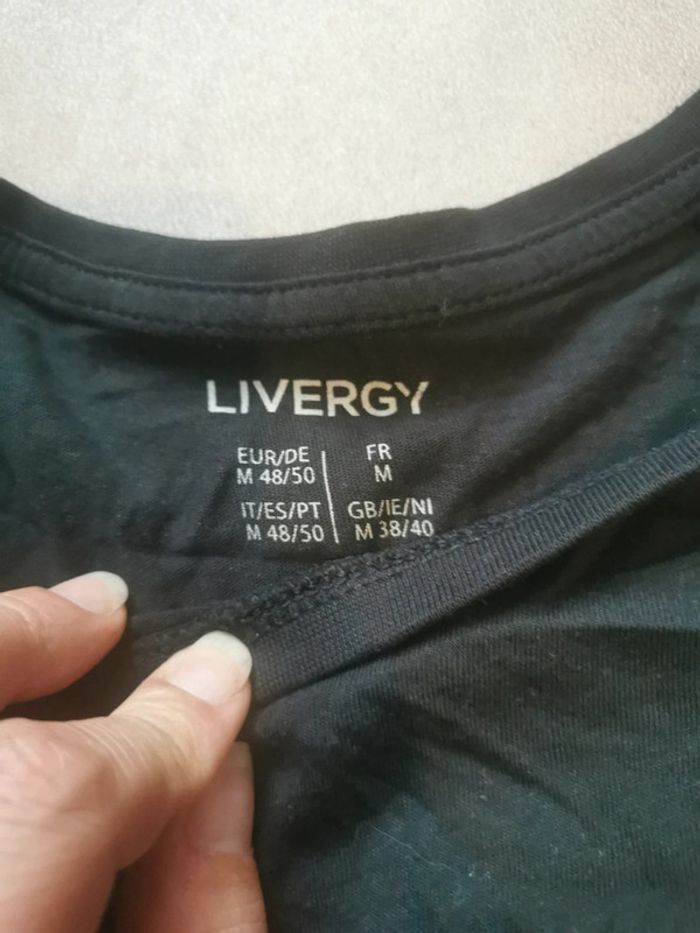 LIVERGY
EUR/DE
M 48/50
FR
M
IT/ES/PT
M 48/50
GB/IE/NI
M 38/40